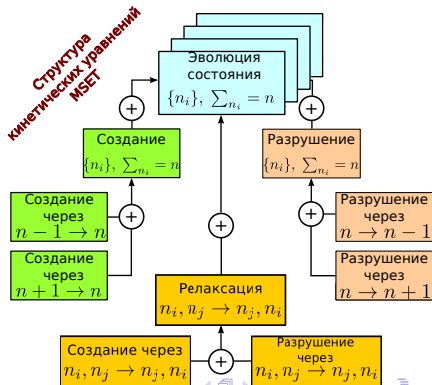 Структура
кинетических уравнений
MSET
Эволюция
состояния
{n_i}, ∑_{n_i} = n
Создание
{n_i}, ∑_{n_i} = n
Разрушение
{n_i}, ∑_{n_i} = n
Создание
через
n − 1 → n
Создание
через
n + 1 → n
Разрушение
через
n → n − 1
Разрушение
через
n → n + 1
Релаксация
n_i, n_j → n_j, n_i
Создание через
n_i, n_j → n_j, n_i
Разрушение
через
n_i, n_j → n_j, n_i